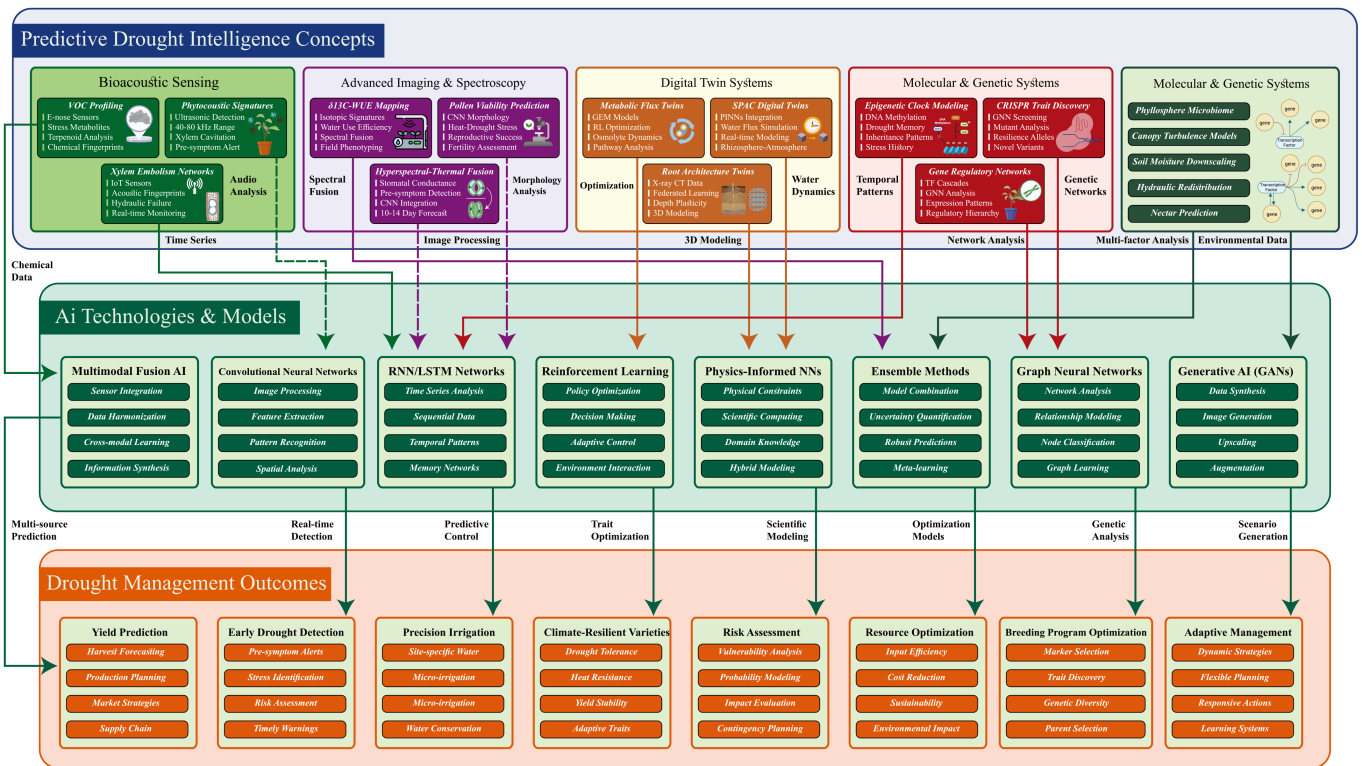 Predictive Drought Intelligence Concepts
Bioacoustic Sensing
VOC Profiling
E-nose Sensors
Stress Metabolites
Terpenoid Analysis
Chemical Fingerprints
Phytocoustic Signatures
Ultrasonic Detection
40-80 kHz Range
Xylem Cavitation
Pre-symptom Alert
Xylem Embolism Networks
IoT Sensors
Acoustic Fingerprints
Hydraulic Failure
Real-time Monitoring
Audio
Analysis
Time Series
Advanced Imaging & Spectroscopy
δ13C-WUE Mapping
Isotopic Signatures
Water Use Efficiency
Spectral Fusion
Field Phenotyping
Pollen Viability Prediction
CNN Morphology
Heat-Drought Stress
Reproductive Success
Fertility Assessment
Hyperspectral-Thermal Fusion
Stomatal Conductance
Pre-symptom Detection
CNN Integration
10-14 Day Forecast
Spectral
Fusion
Morphology
Analysis
Image Processing
Digital Twin Systems
Metabolic Flux Twins
GEM Models
RL Optimization
Osmolyte Dynamics
Pathway Analysis
SPAC Digital Twins
PINNs Integration
Water Flux Simulation
Real-time Modeling
Rhizosphere-Atmosphere
Root Architecture Twins
X-ray CT Data
Federated Learning
Depth Plasticity
3D Modeling
Optimization
Water
Dynamics
3D Modeling
Molecular & Genetic Systems
Epigenetic Clock Modeling
DNA Methylation
Drought Memory
Inheritance Patterns
Stress History
CRISPR Trait Discovery
GNN Screening
Mutant Analysis
Resilience Alleles
Novel Variants
Gene Regulatory Networks
TF Cascades
GNN Analysis
Expression Patterns
Regulatory Hierarchy
Temporal
Patterns
Genetic
Networks
Network Analysis
Molecular & Genetic Systems
Phyllosphere Microbiome
Canopy Turbulence Models
Soil Moisture Downscaling
Hydraulic Redistribution
Nectar Prediction
gene
gene
gene
Transcription
Factor
gene
gene
Transcription
Factor
gene
gene
gene
Multi-factor Analysis
Environmental Data
Chemical
Data
Ai Technologies & Models
Multimodal Fusion AI
Sensor Integration
Data Harmonization
Cross-modal Learning
Information Synthesis
Convolutional Neural Networks
Image Processing
Feature Extraction
Pattern Recognition
Spatial Analysis
RNN/LSTM Networks
Time Series Analysis
Sequential Data
Temporal Patterns
Memory Networks
Reinforcement Learning
Policy Optimization
Decision Making
Adaptive Control
Environment Interaction
Physics-Informed NNs
Physical Constraints
Scientific Computing
Domain Knowledge
Hybrid Modeling
Ensemble Methods
Model Combination
Uncertainty Quantification
Robust Predictions
Meta-learning
Graph Neural Networks
Network Analysis
Relationship Modeling
Node Classification
Graph Learning
Generative AI (GANs)
Data Synthesis
Image Generation
Upscaling
Augmentation
Multi-source
Prediction
Real-time
Detection
Predictive
Control
Trait
Optimization
Scientific
Modeling
Optimization
Models
Genetic
Analysis
Scenario
Generation
Drought Management Outcomes
Yield Prediction
Harvest Forecasting
Production Planning
Market Strategies
Supply Chain
Early Drought Detection
Pre-symptom Alerts
Stress Identification
Risk Assessment
Timely Warnings
Precision Irrigation
Site-specific Water
Micro-irrigation
Micro-irrigation
Water Conservation
Climate-Resilient Varieties
Drought Tolerance
Heat Resistance
Yield Stability
Adaptive Traits
Risk Assessment
Vulnerability Analysis
Probability Modeling
Impact Evaluation
Contingency Planning
Resource Optimization
Input Efficiency
Cost Reduction
Sustainability
Environmental Impact
Breeding Program Optimization
Marker Selection
Trait Discovery
Genetic Diversity
Parent Selection
Adaptive Management
Dynamic Strategies
Flexible Planning
Responsive Actions
Learning Systems